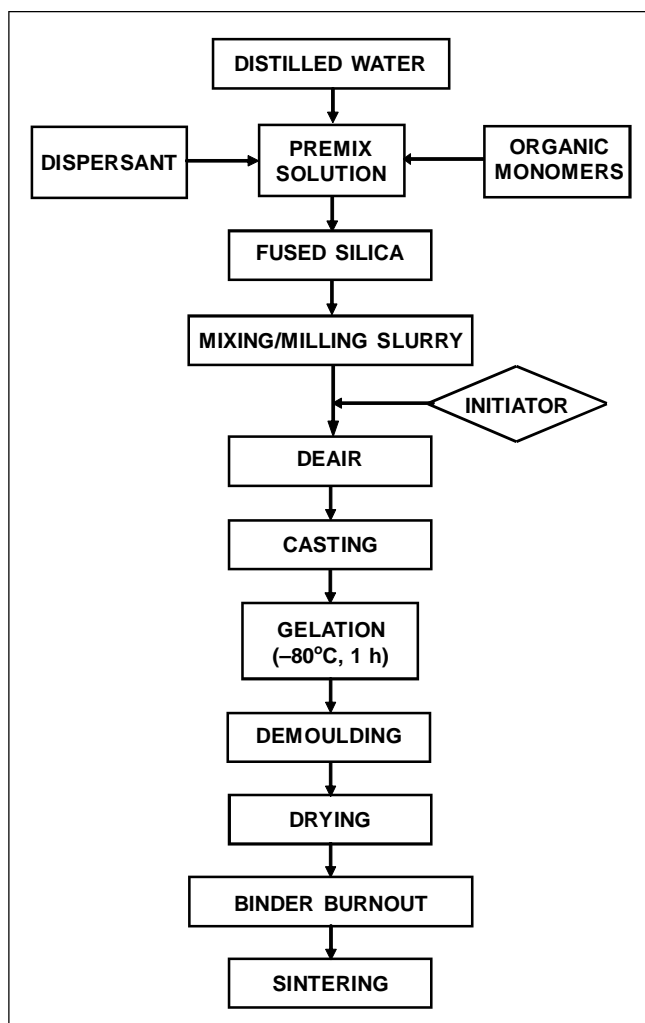 DISTILLED WATER
DISPERSANT
PREMIX
SOLUTION
ORGANIC
MONOMERS
FUSED SILICA
MIXING/MILLING SLURRY
INITIATOR
DEAIR
CASTING
GELATION
(–80°C, 1 h)
DEMOULDING
DRYING
BINDER BURNOUT
SINTERING